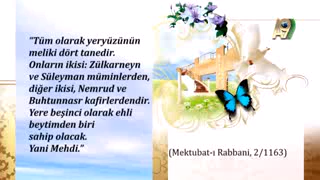 "Tüm olarak yeryüzünün
meliki dört tanedir.
Onların ikisi: Zülkarneyn
ve Süleyman müminlerden,
diğer ikisi, Nemrud ve
Buhtunnasr kafirlerdendir.
Yere beşinci olarak ehli
beytimden biri
sahip olacak.
Yani Mehdi."
(Mektubat-ı Rabbani, 2/1163)